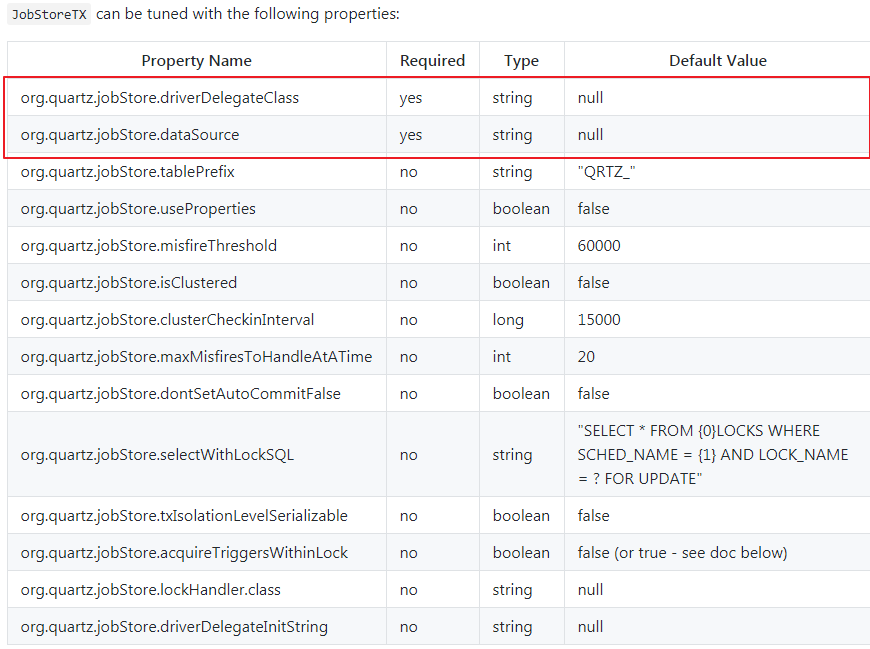 JobStoreTX can be tuned with the following properties:
Property Name Required Type Default Value
org.quartz.jobStore.driverDelegateClass yes string null
org.quartz.jobStore.dataSource yes string null
org.quartz.jobStore.tablePrefix no string "QRTZ_"
org.quartz.jobStore.useProperties no boolean false
org.quartz.jobStore.misfireThreshold no int 60000
org.quartz.jobStore.isClustered no boolean false
org.quartz.jobStore.clusterCheckinInterval no long 15000
org.quartz.jobStore.maxMisfiresToHandleAtATime no int 20
org.quartz.jobStore.dontSetAutoCommitFalse no boolean false
org.quartz.jobStore.selectWithLockSQL no string "SELECT * FROM {0}LOCKS WHERE
SCHED_NAME = {1} AND LOCK_NAME
= ? FOR UPDATE"
org.quartz.jobStore.txIsolationLevelSerializable no boolean false
org.quartz.jobStore.acquireTriggersWithinLock no boolean false (or true - see doc below)
org.quartz.jobStore.lockHandler.class no string null
org.quartz.jobStore.driverDelegateInitString no string null